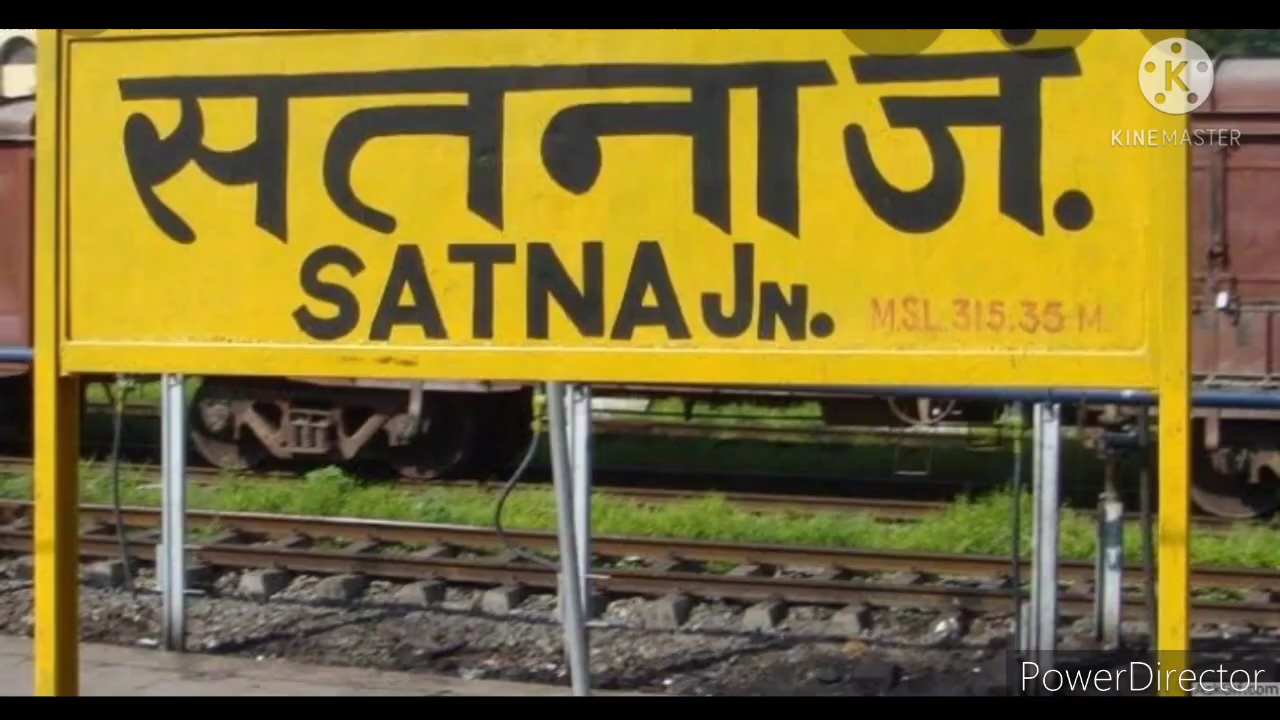 सतना जं.
SATNA JN.
M.S.L. 315.35 M.
KINEMASTER
PowerDirector